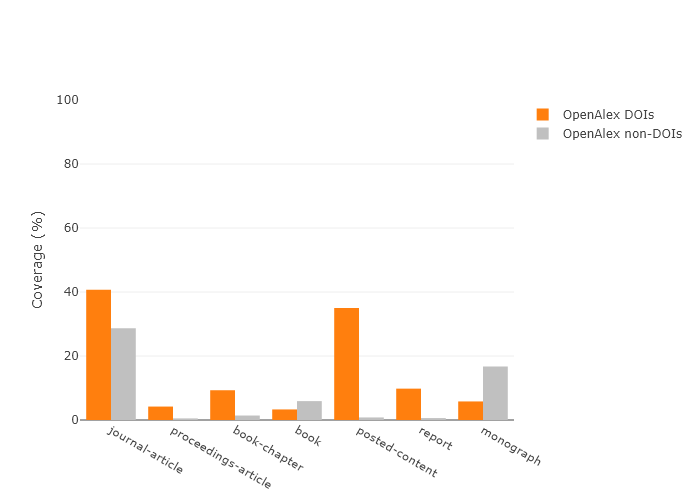 100
80
60
40
20
0
Coverage (%)
journal-article
proceedings-article
book-chapter
book
posted-content
report
monograph
OpenAlex DOIs
OpenAlex non-DOIs